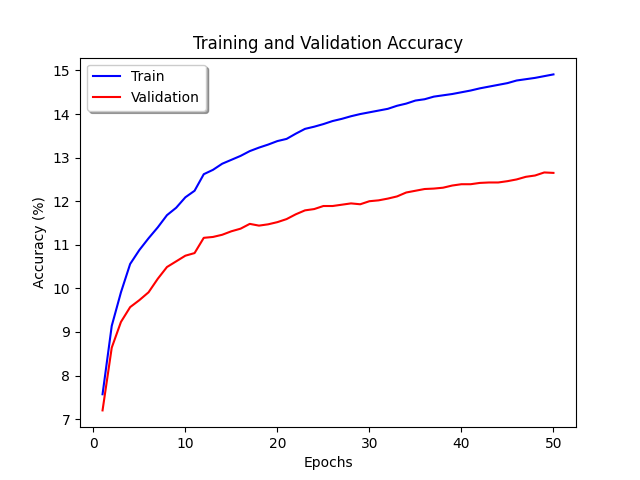 Training and Validation Accuracy
Train
Validation
15
14
13
12
11
10
9
8
7
Accuracy (%)
0 10 20 30 40 50
Epochs